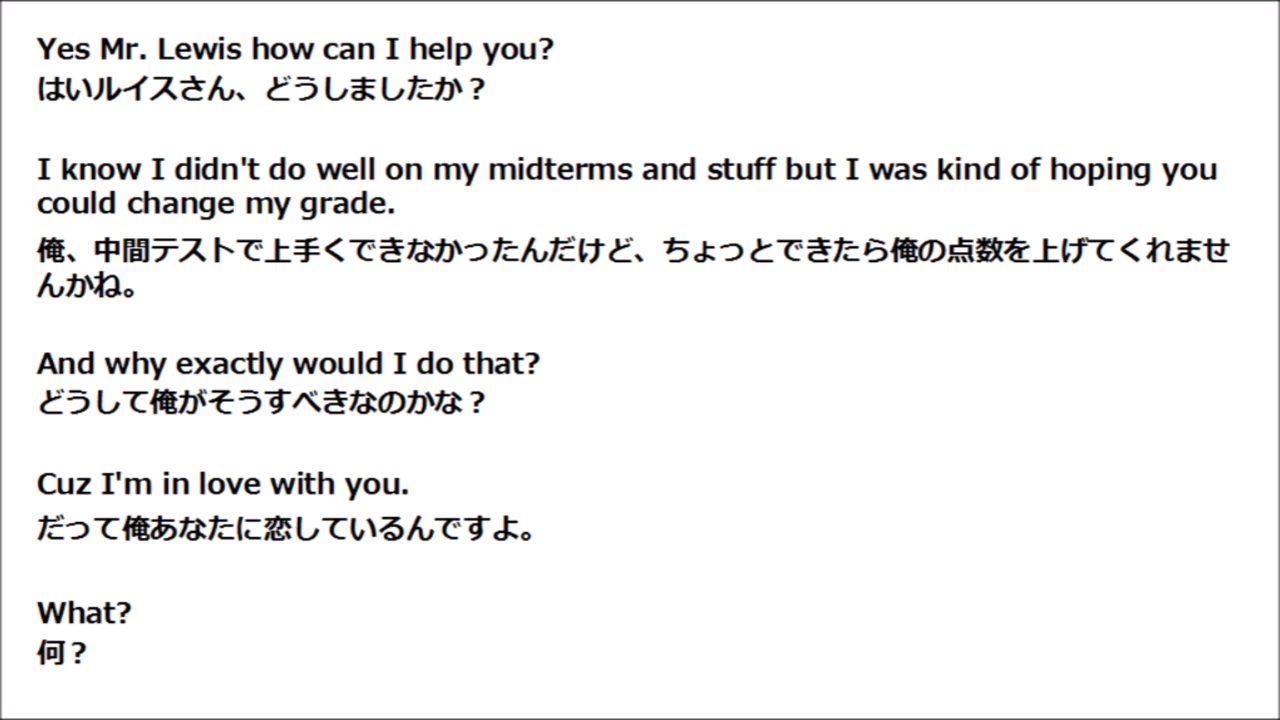 Yes Mr. Lewis how can I help you?
はいルイスさん、どうしましたか？
I know I didn't do well on my midterms and stuff but I was kind of hoping you
could change my grade.
俺、中間テストで上手くできなかったんだけど、ちょっとできたら俺の点数を上げてくれませ
んかね。
And why exactly would I do that?
どうして俺がそうすべきなのかな？
Cuz I'm in love with you.
だって俺あなたに恋しているんですよ。
What?
何？